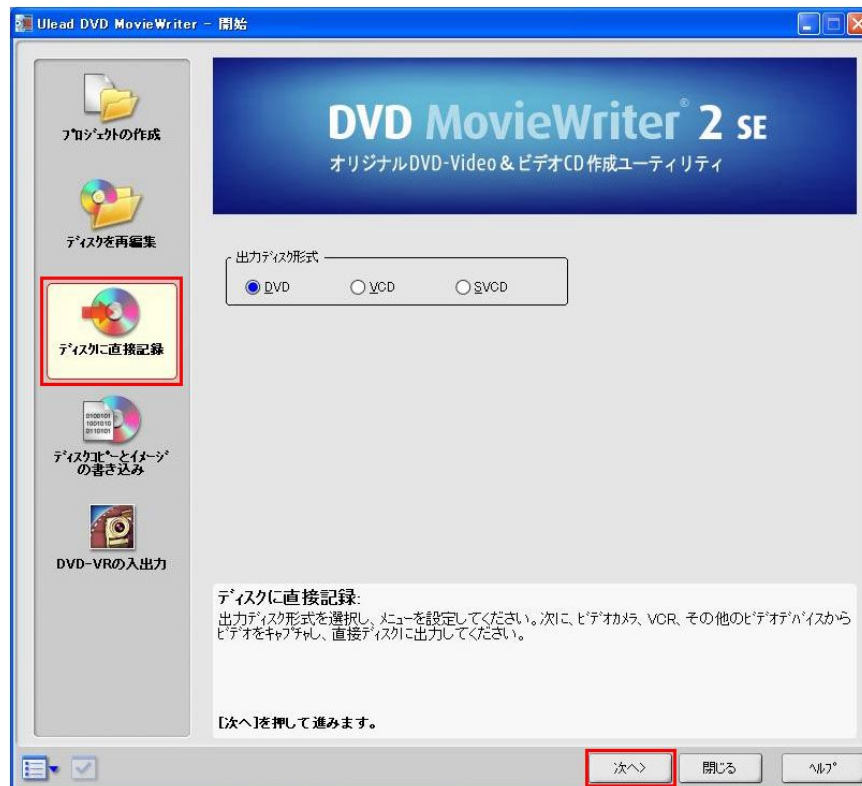 Ulead DVD MovieWriter - 開始
DVD MovieWriter® 2 SE
オリジナルDVD-Video&ビデオCD作成ユーティリティ
プロジェクトの作成
ディスクを再編集
ディスクに直接記録
0100101
1001010
0110101
ディスクコピーとイメージ
の書き込み
DVD-VRの入出力
出力ディスク形式
DVD
VCD
SVCD
ディスクに直接記録:
出力ディスク形式を選択し、メニューを設定してください。次に、ビデオカメラ、VCR、その他のビデオデバイスから
ビデオをキャプチャし、直接ディスクに出力してください。
[次へ]を押して進みます。
次へ>
閉じる
ヘルプ